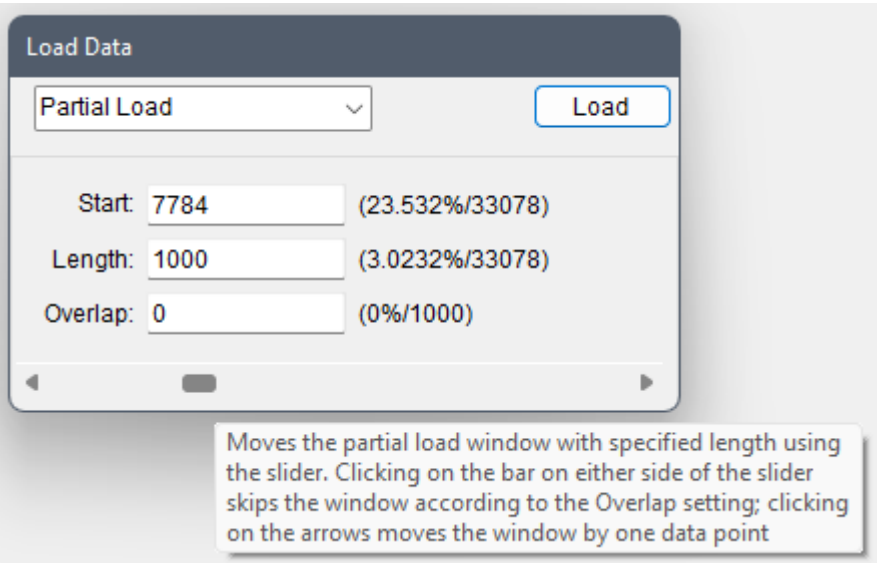 Load Data
Partial Load
Load
Start: 7784 (23.532%/33078)
Length: 1000 (3.0232%/33078)
Overlap: 0 (0%/1000)
Moves the partial load window with specified length using
the slider. Clicking on the bar on either side of the slider
skips the window according to the Overlap setting; clicking
on the arrows moves the window by one data point